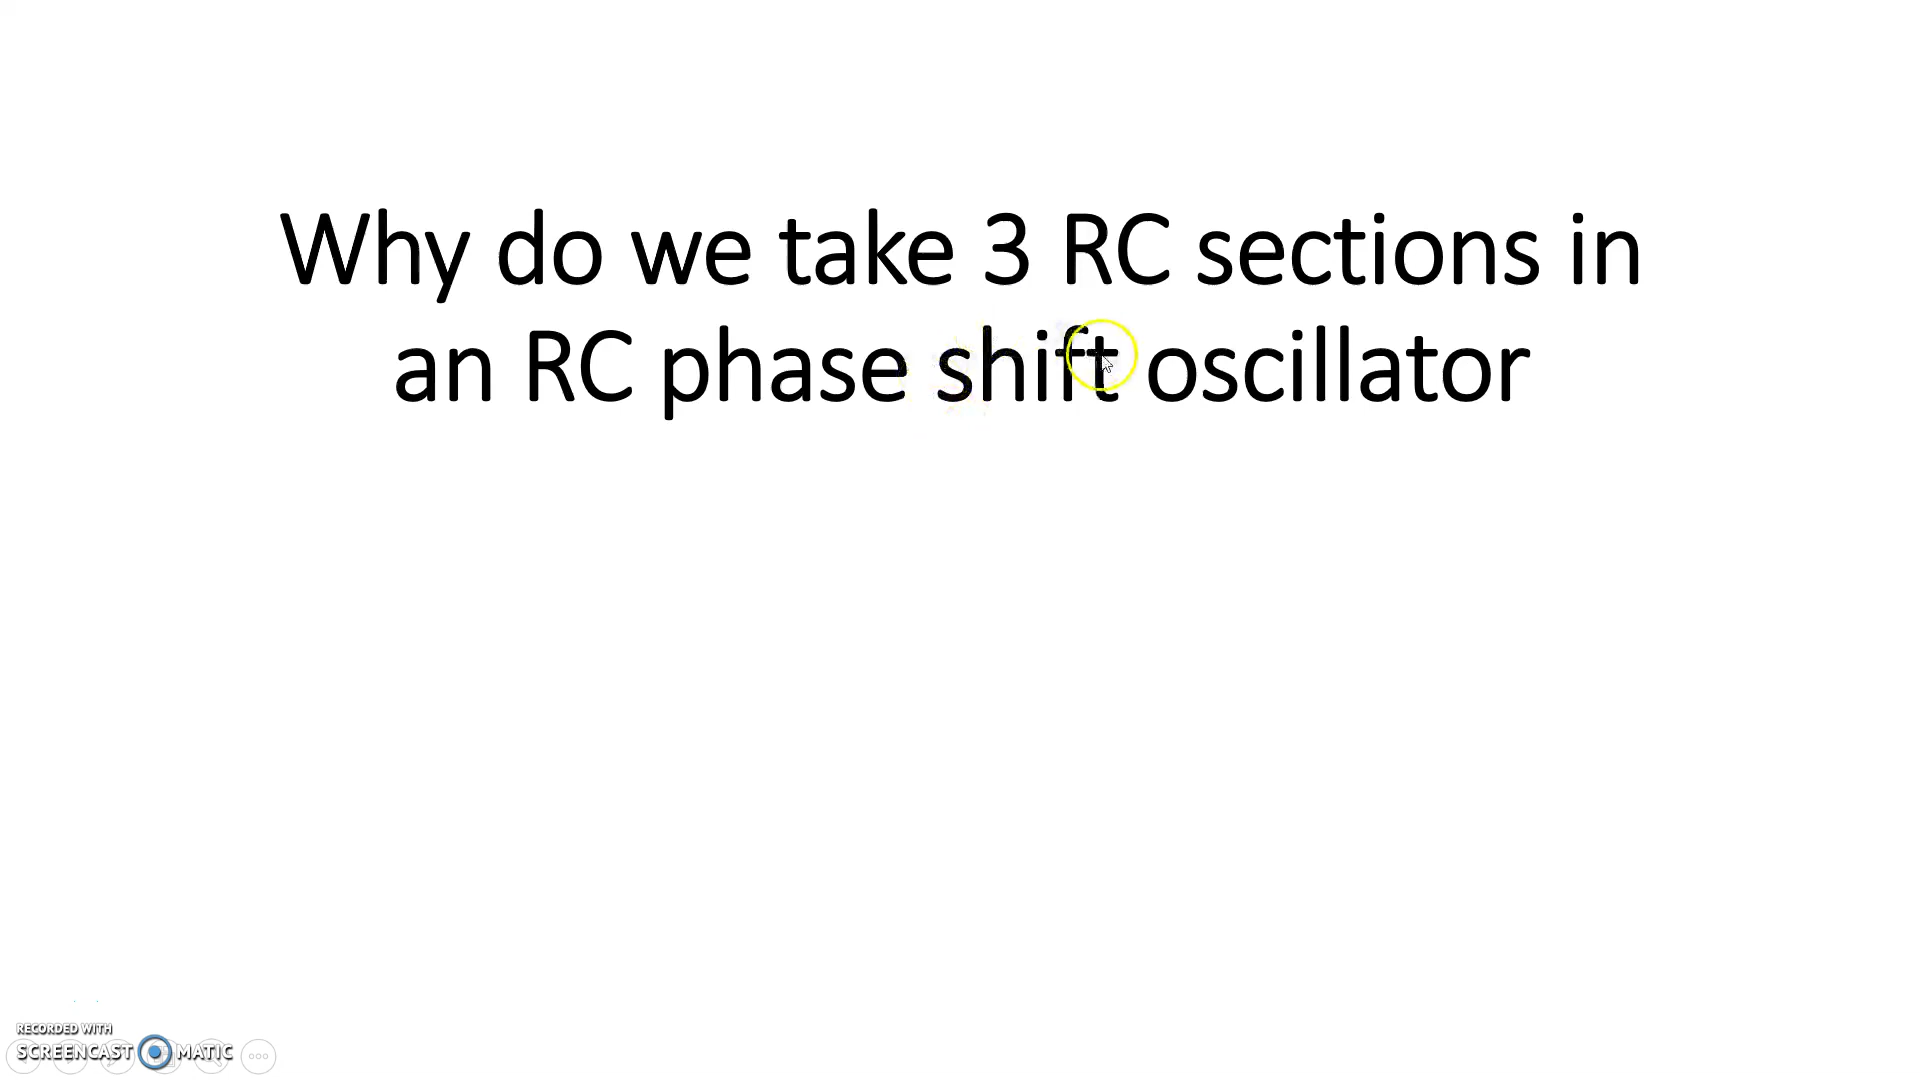 Why do we take 3 RC sections in
an RC phase shift oscillator
RECORDED WITH
SCREENCAST MATIC